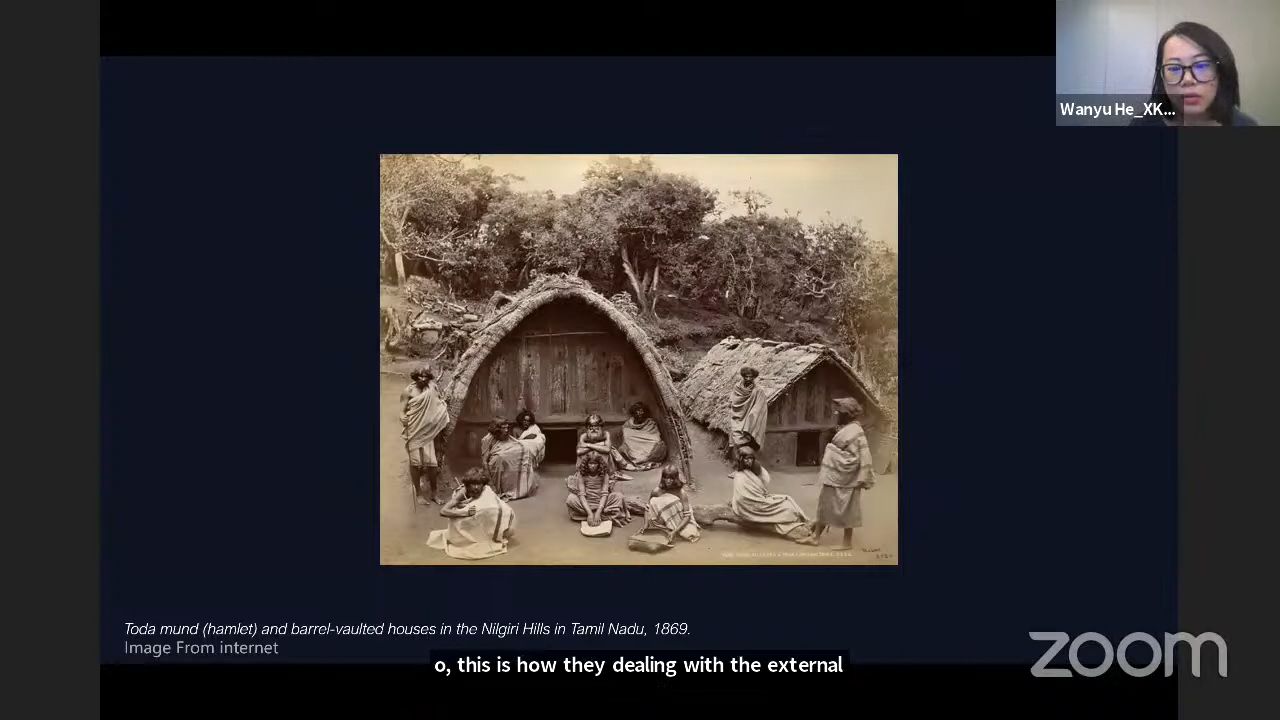 Wanyu He_XK...
Toda mund (hamlet) and barrel-vaulted houses in the Nilgiri Hills in Tamil Nadu, 1869.
Image From internet
o, this is how they dealing with the external
zoom